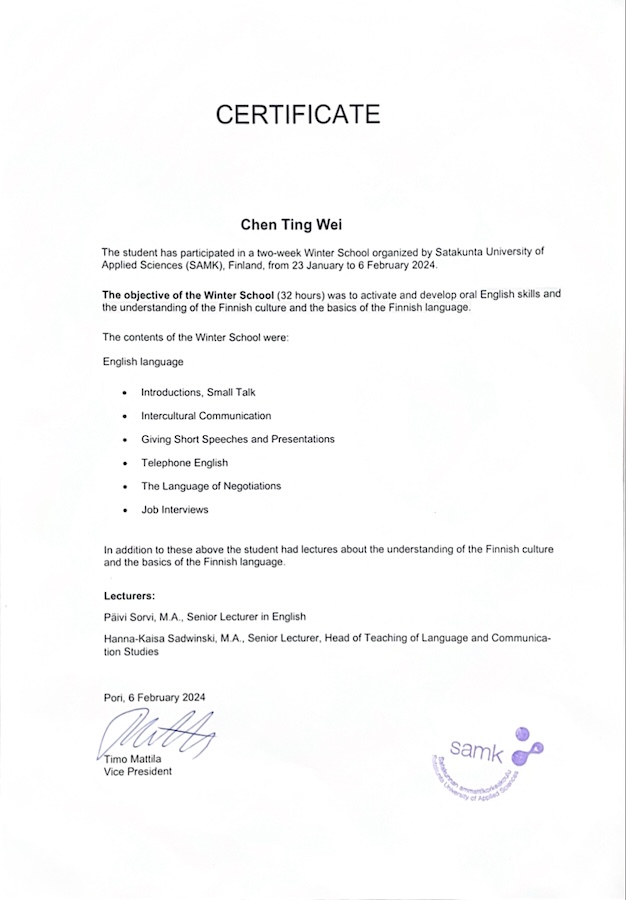 CERTIFICATE
Chen Ting Wei
The student has participated in a two-week Winter School organized by Satakunta University of
Applied Sciences (SAMK), Finland, from 23 January to 6 February 2024.
The objective of the Winter School (32 hours) was to activate and develop oral English skills and
the understanding of the Finnish culture and the basics of the Finnish language.
The contents of the Winter School were:
English language
• Introductions, Small Talk
• Intercultural Communication
• Giving Short Speeches and Presentations
• Telephone English
• The Language of Negotiations
• Job Interviews
In addition to these above the student had lectures about the understanding of the Finnish culture
and the basics of the Finnish language.
Lecturers:
Päivi Sorvi, M.A., Senior Lecturer in English
Hanna-Kaisa Sadwinski, M.A., Senior Lecturer, Head of Teaching of Language and Communica-
tion Studies
Pori, 6 February 2024
Timo Mattila
Vice President
samk
Satakunnan ammattikorkeakoulu
Satakunta University of Applied Sciences